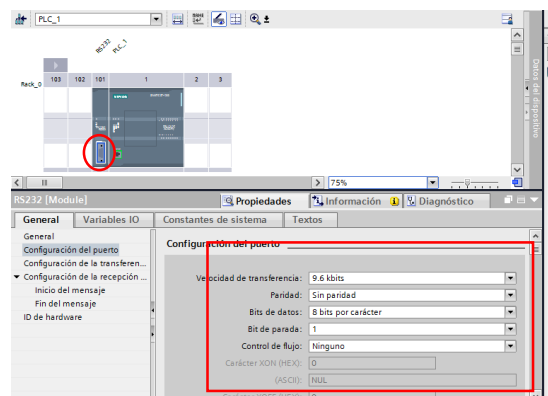 PLC_1
RS232
PLC_1
Rack_0 103 102 101 1 2 3
SIEMENS
Datos del dispositivo
75%
RS232 [Module]
Propiedades Información Diagnóstico
General Variables IO Constantes de sistema Textos
General
Configuración del puerto
Configuración de la transferen...
Configuración de la recepción ...
Inicio del mensaje
Fin del mensaje
ID de hardware
Configuración del puerto
Velocidad de transferencia: 9.6 kbits
Paridad: Sin paridad
Bits de datos: 8 bits por carácter
Bit de parada: 1
Control de flujo: Ninguno
Carácter XON (HEX): 0
(ASCII): NUL